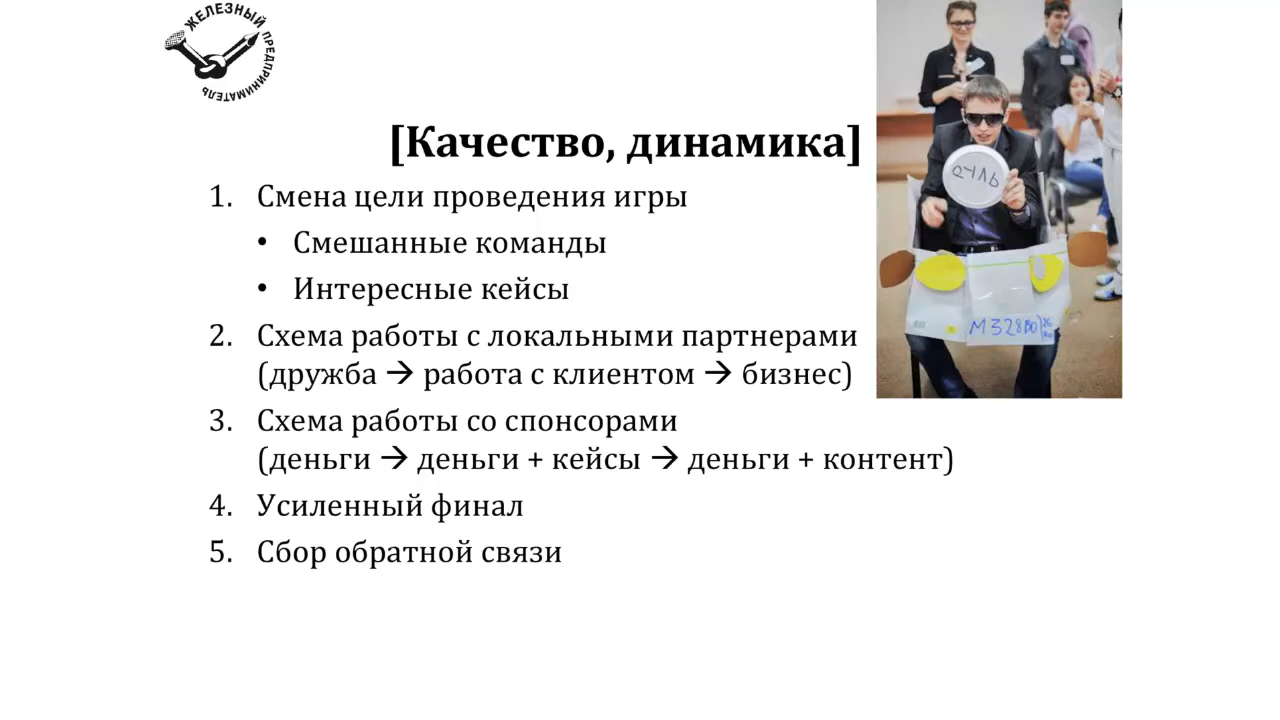 ЖЕЛЕЗНЫЙ ПРЕДПРИНИМАТЕЛЬ
[Качество, динамика]
1. Смена цели проведения игры
• Смешанные команды
• Интересные кейсы
2. Схема работы с локальными партнерами
(дружба → работа с клиентом → бизнес)
3. Схема работы со спонсорами
(деньги → деньги + кейсы → деньги + контент)
4. Усиленный финал
5. Сбор обратной связи
РУЛЬ
М328ВО